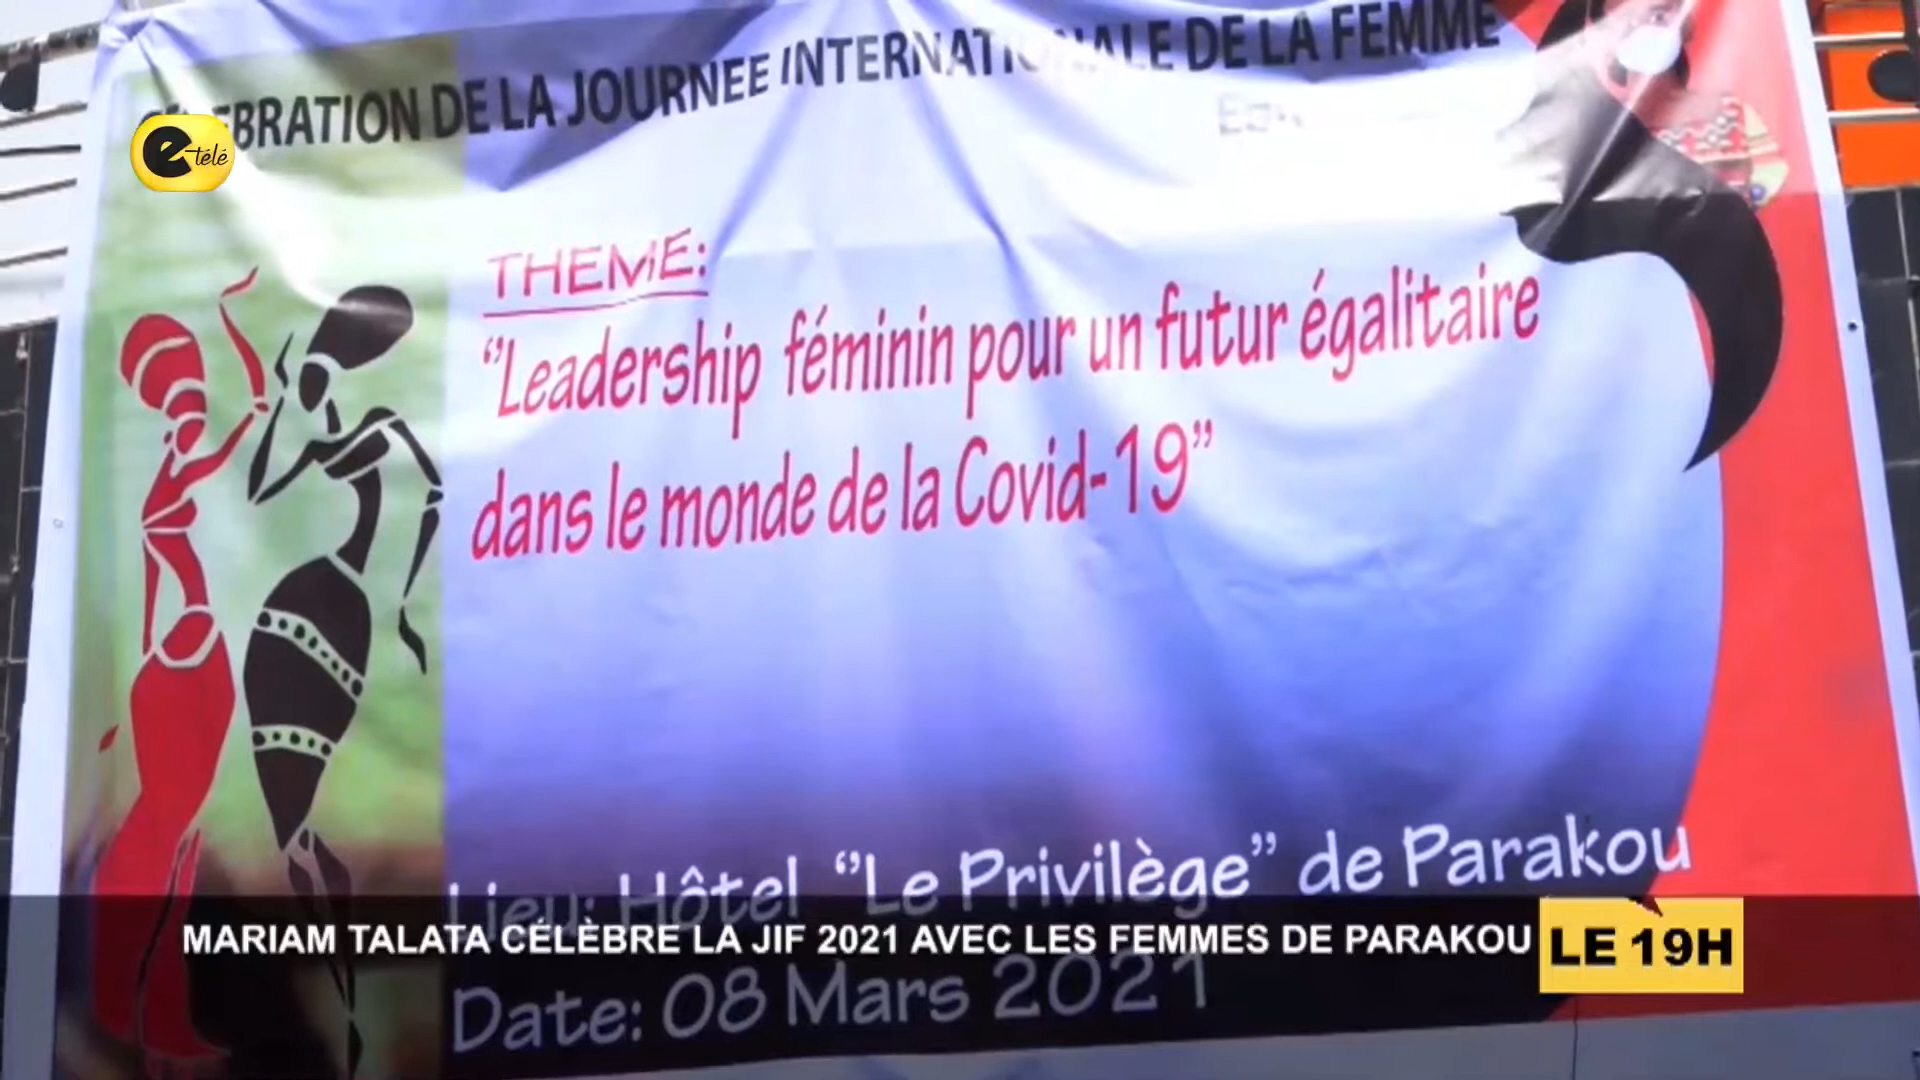 CELEBRATION DE LA JOURNEE INTERNATIONALE DE LA FEMME
e-télé
THEME:
‘’Leadership féminin pour un futur égalitaire
dans le monde de la Covid-19”
Lieu: Hôtel ‘’Le Privilège” de Parakou
MARIAM TALATA CÉLÈBRE LA JIF 2021 AVEC LES FEMMES DE PARAKOU
LE 19H
Date: 08 Mars 2021